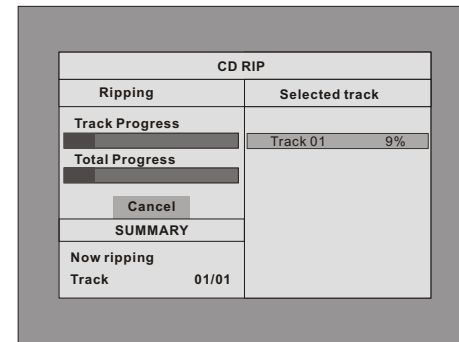 CD RIP
Ripping
Selected track
Track Progress
Track 01 9%
Total Progress
Cancel
SUMMARY
Now ripping
Track 01/01